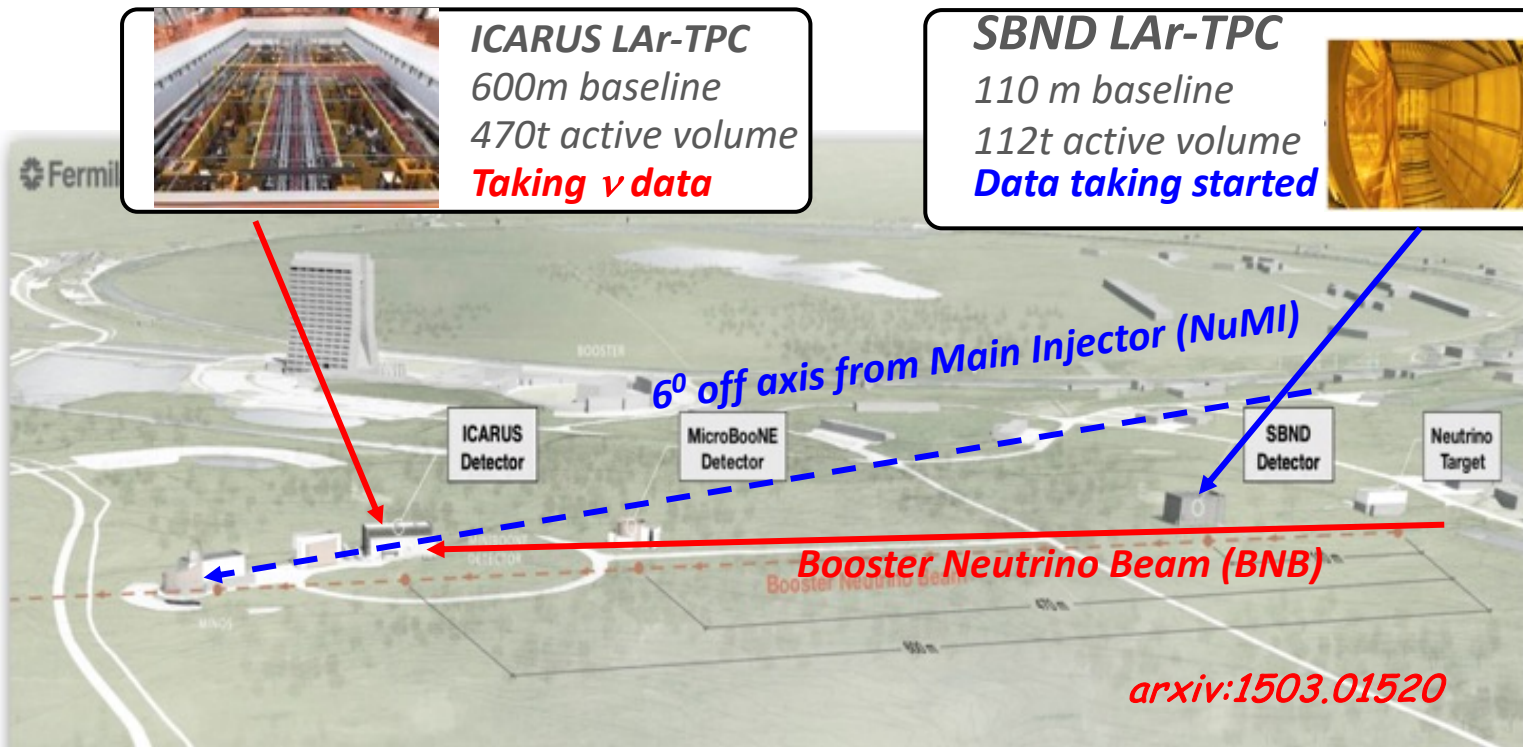 ICARUS LAr-TPC
600m baseline
470t active volume
Taking ν data
SBND LAr-TPC
110 m baseline
112t active volume
Data taking started
Fermil
BOOSTER
6⁰ off axis from Main Injector (NuMI)
ICARUS
Detector
MicroBooNE
Detector
SBND
Detector
Neutrino
Target
DETECTOR
Booster Neutrino Beam (BNB)
Booster Neutrino Beam
470 m
600 m
MINOS
arxiv:1503.01520